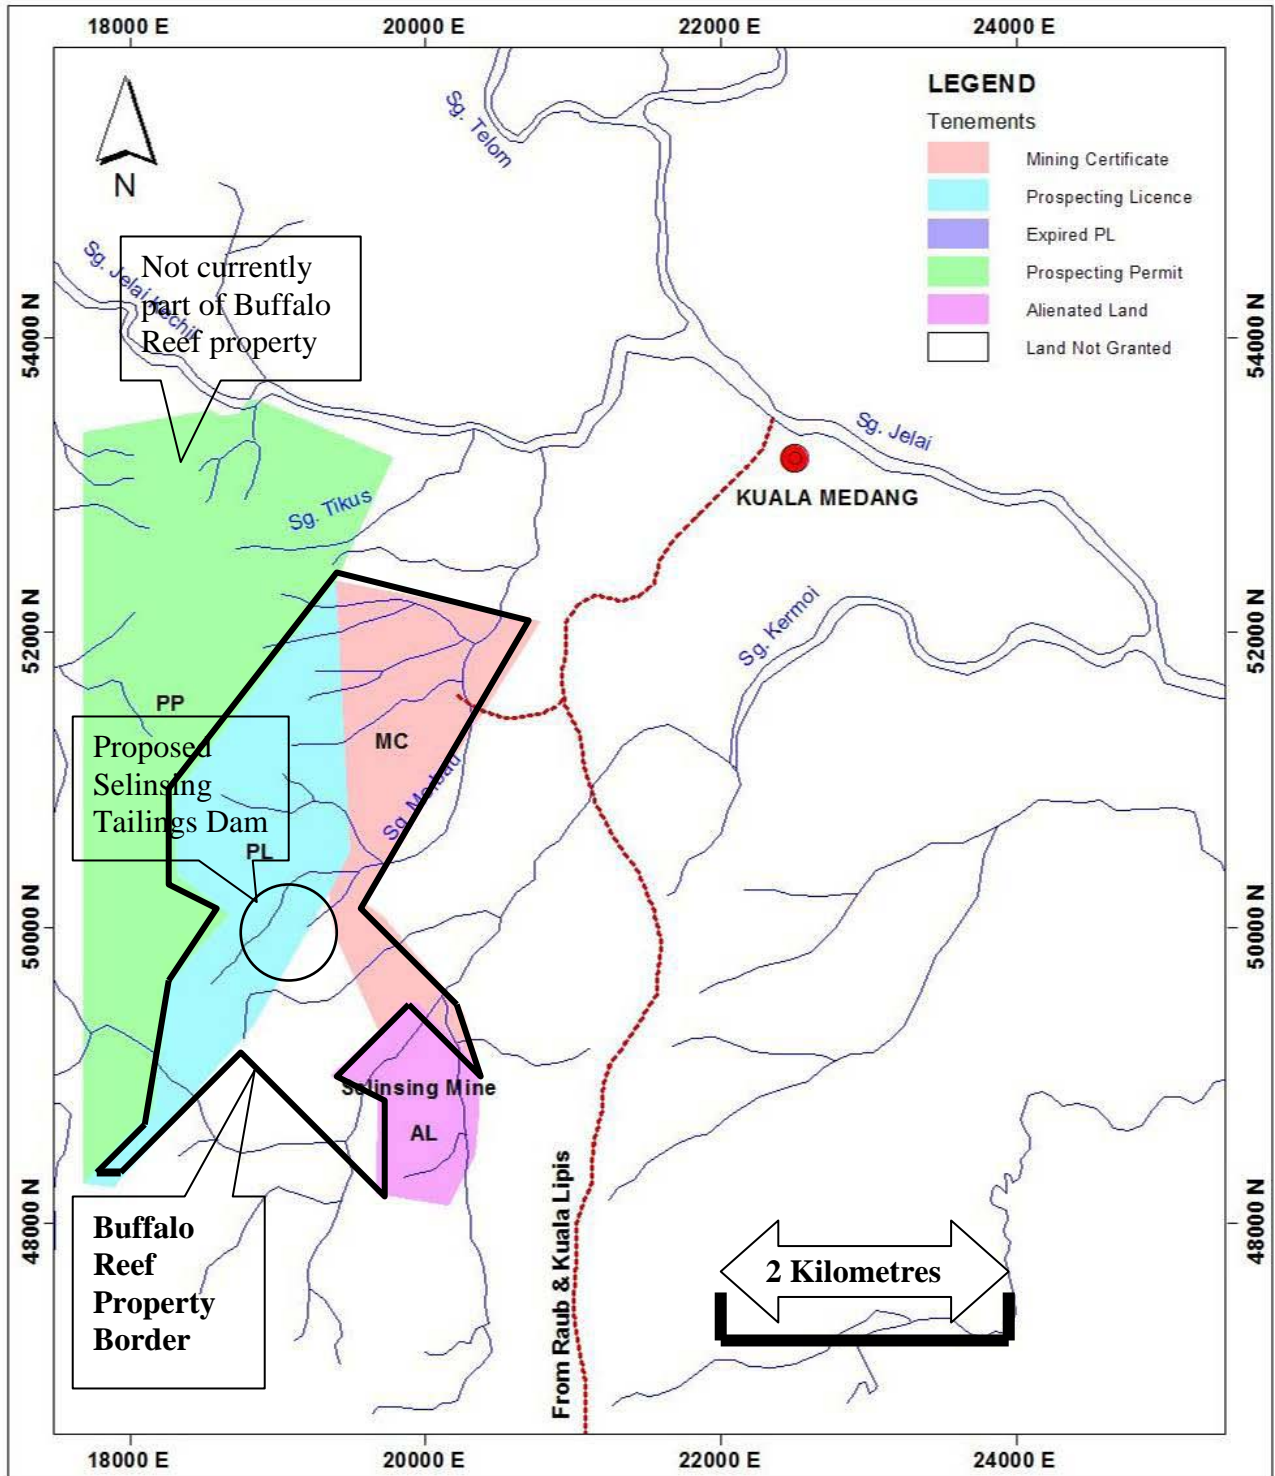 18000 E
20000 E
22000 E
24000 E
LEGEND
Tenements
Mining Certificate
Prospecting Licence
Expired PL
Prospecting Permit
Alienated Land
Land Not Granted
N
Sg. Telom
Sg. Jelai Kechil
Not currently
part of Buffalo
Reef property
54000 N
54000 N
Sg. Jelai
KUALA MEDANG
Sg. Tikus
52000 N
52000 N
Sg. Kermoi
PP
MC
Proposed
Selinsing
Tailings Dam
Sg. Merbau
PL
50000 N
50000 N
Selinsing Mine
AL
48000 N
48000 N
Buffalo
Reef
Property
Border
From Raub & Kuala Lipis
2 Kilometres
18000 E
20000 E
22000 E
24000 E